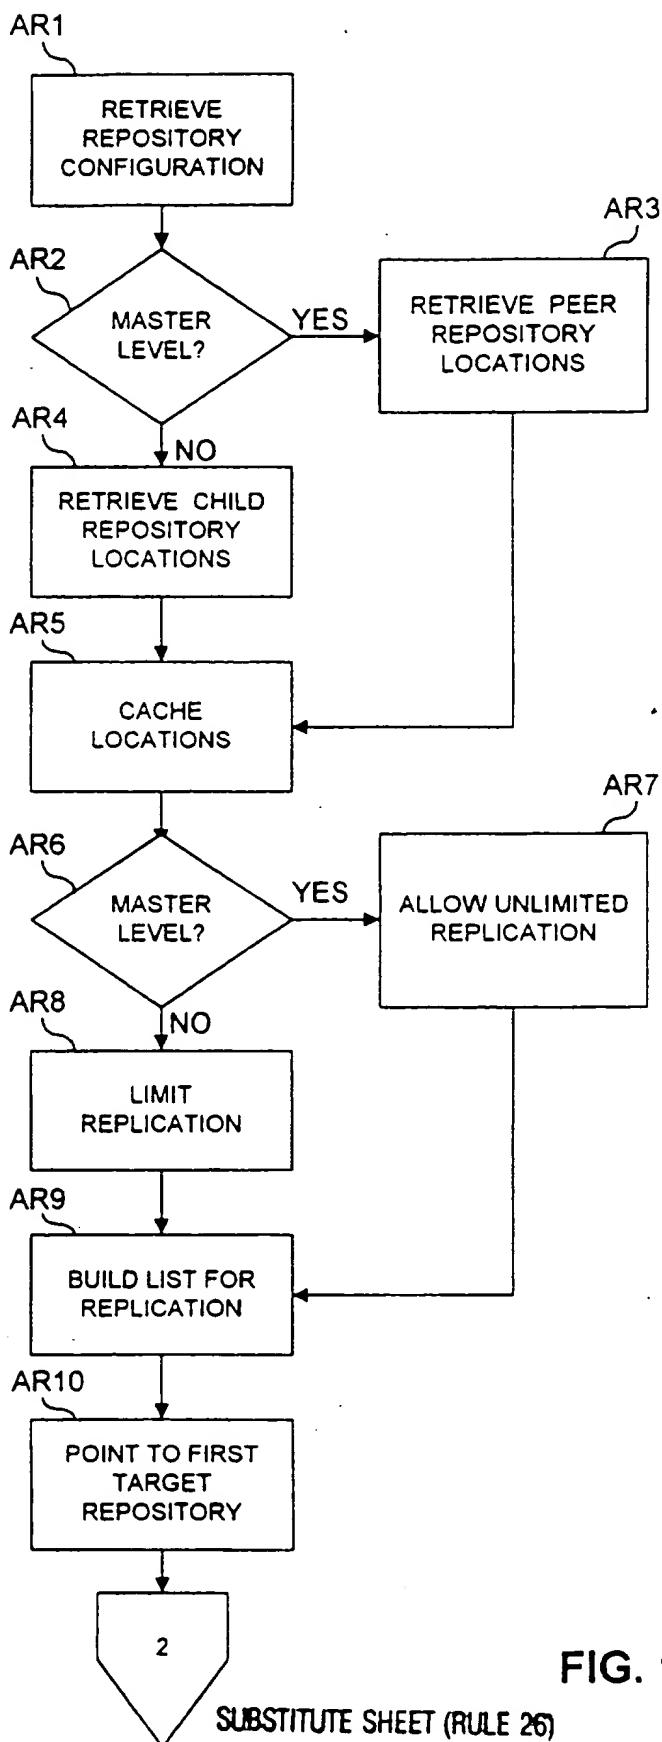 AR1
RETRIEVE
REPOSITORY
CONFIGURATION
AR2
MASTER
LEVEL?
YES
AR3
RETRIEVE PEER
REPOSITORY
LOCATIONS
NO
AR4
RETRIEVE CHILD
REPOSITORY
LOCATIONS
AR5
CACHE
LOCATIONS
AR6
MASTER
LEVEL?
YES
AR7
ALLOW UNLIMITED
REPLICATION
NO
AR8
LIMIT
REPLICATION
AR9
BUILD LIST FOR
REPLICATION
AR10
POINT TO FIRST
TARGET
REPOSITORY
2
FIG.
SUBSTITUTE SHEET (RULE 26)